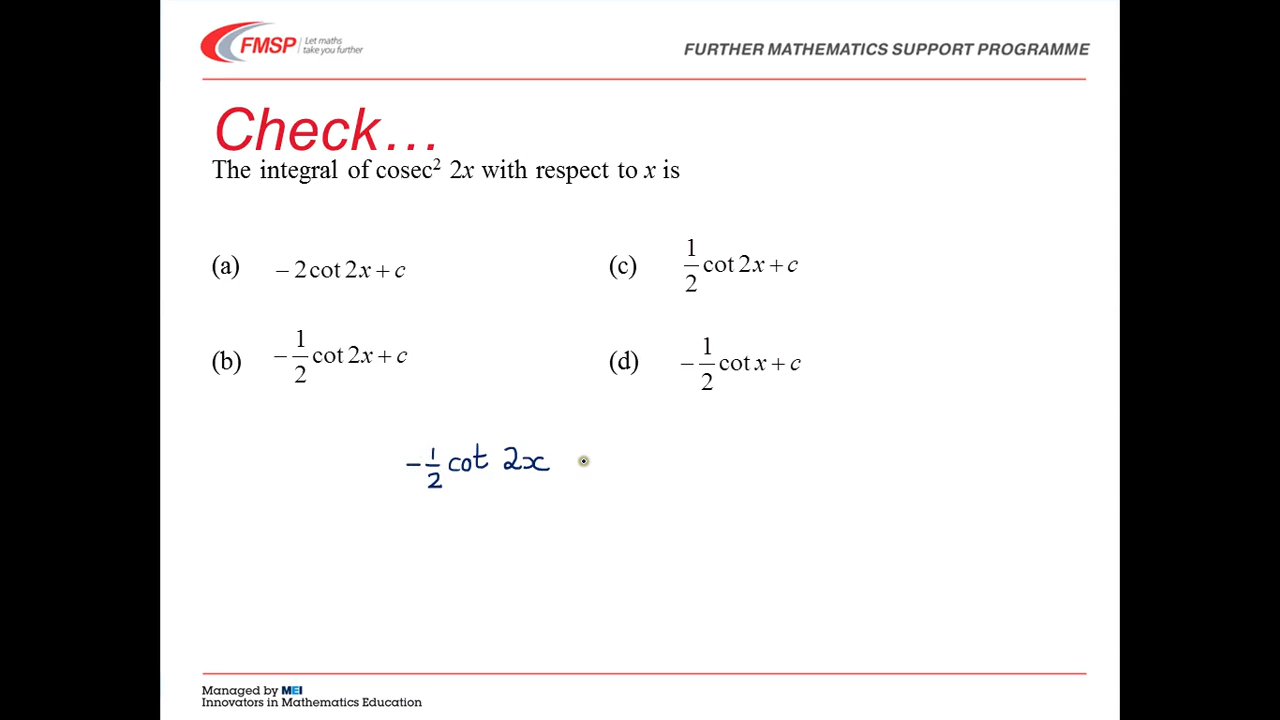 FMSP Let maths
take you further
FURTHER MATHEMATICS SUPPORT PROGRAMME
Check…
The integral of cosec² 2x with respect to x is
(a) −2cot 2x + c
(c) 1/2 cot 2x + c
(b) −1/2 cot 2x + c
(d) −1/2 cot x + c
−1/2 cot 2x
Managed by MEI
Innovators in Mathematics Education